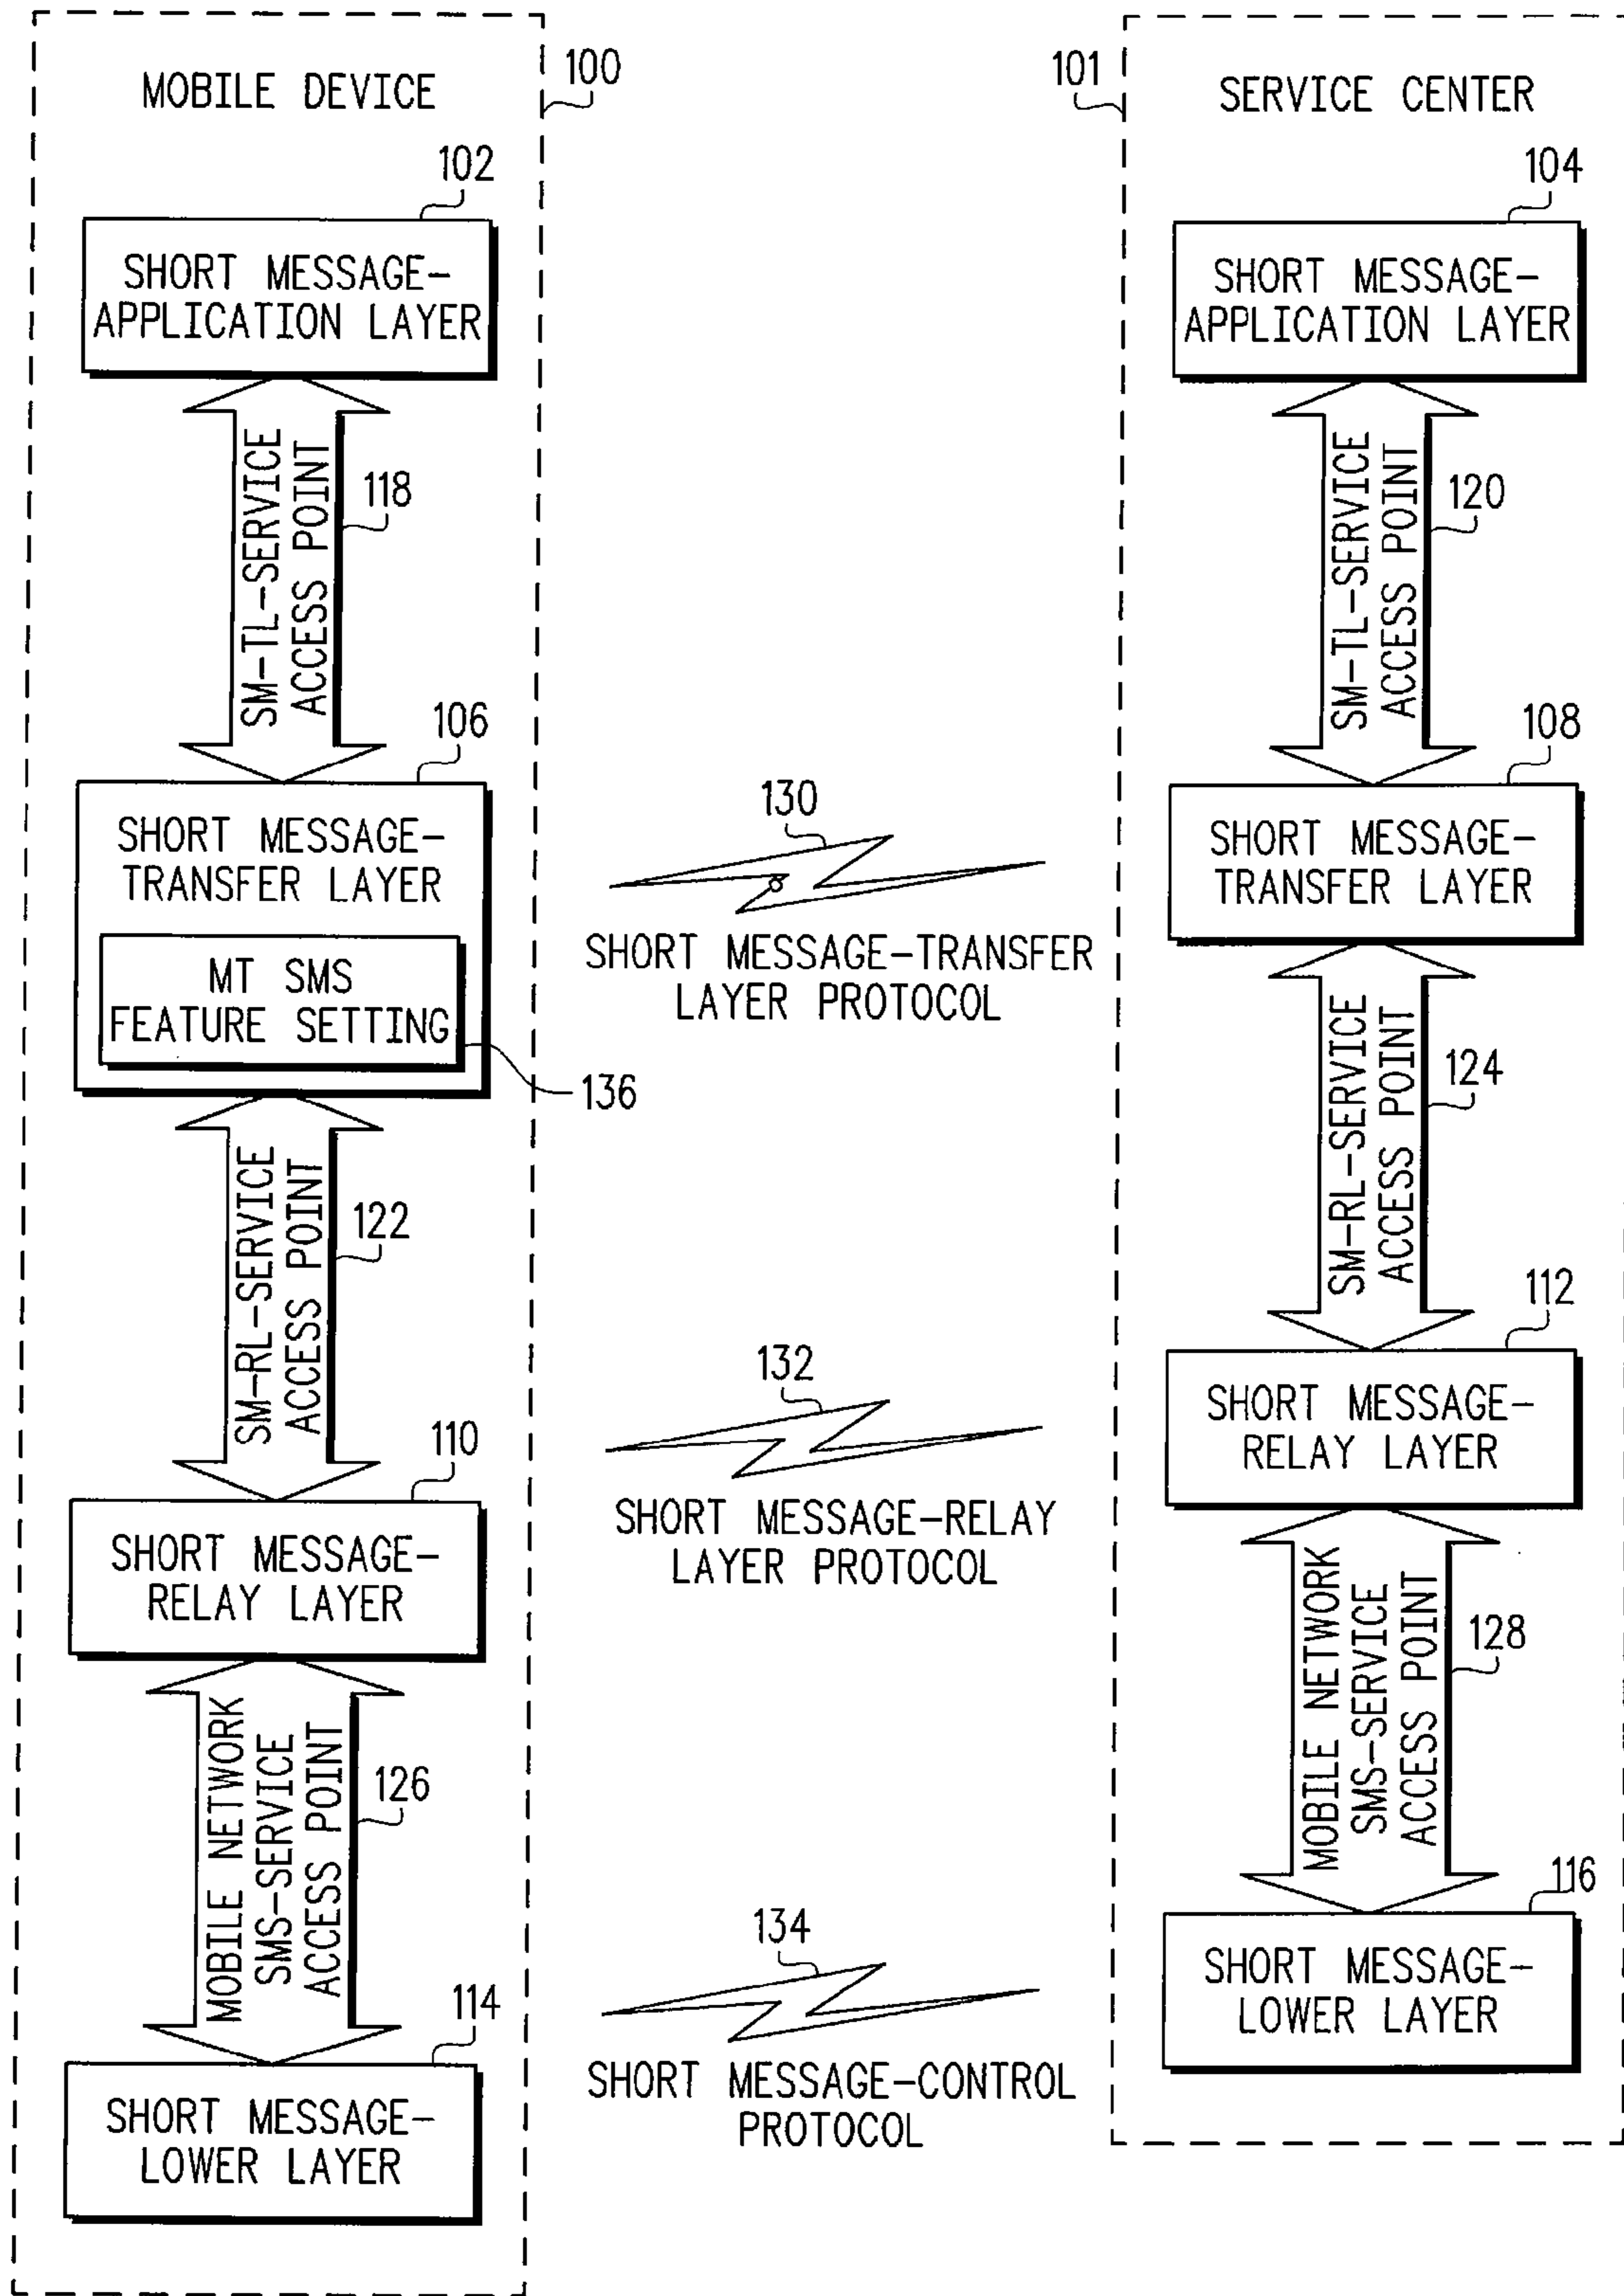 MOBILE DEVICE
100
102
SHORT MESSAGE-
APPLICATION LAYER
SM-TL-SERVICE
ACCESS POINT
118
106
SHORT MESSAGE-
TRANSFER LAYER
MT SMS
FEATURE SETTING
136
SM-RL-SERVICE
ACCESS POINT
122
110
SHORT MESSAGE-
RELAY LAYER
MOBILE NETWORK
SMS-SERVICE
ACCESS POINT
126
114
SHORT MESSAGE-
LOWER LAYER
130
SHORT MESSAGE-TRANSFER
LAYER PROTOCOL
132
SHORT MESSAGE-RELAY
LAYER PROTOCOL
134
SHORT MESSAGE-CONTROL
PROTOCOL
101
SERVICE CENTER
104
SHORT MESSAGE-
APPLICATION LAYER
SM-TL-SERVICE
ACCESS POINT
120
108
SHORT MESSAGE-
TRANSFER LAYER
SM-RL-SERVICE
ACCESS POINT
124
112
SHORT MESSAGE-
RELAY LAYER
MOBILE NETWORK
SMS-SERVICE
ACCESS POINT
128
116
SHORT MESSAGE-
LOWER LAYER